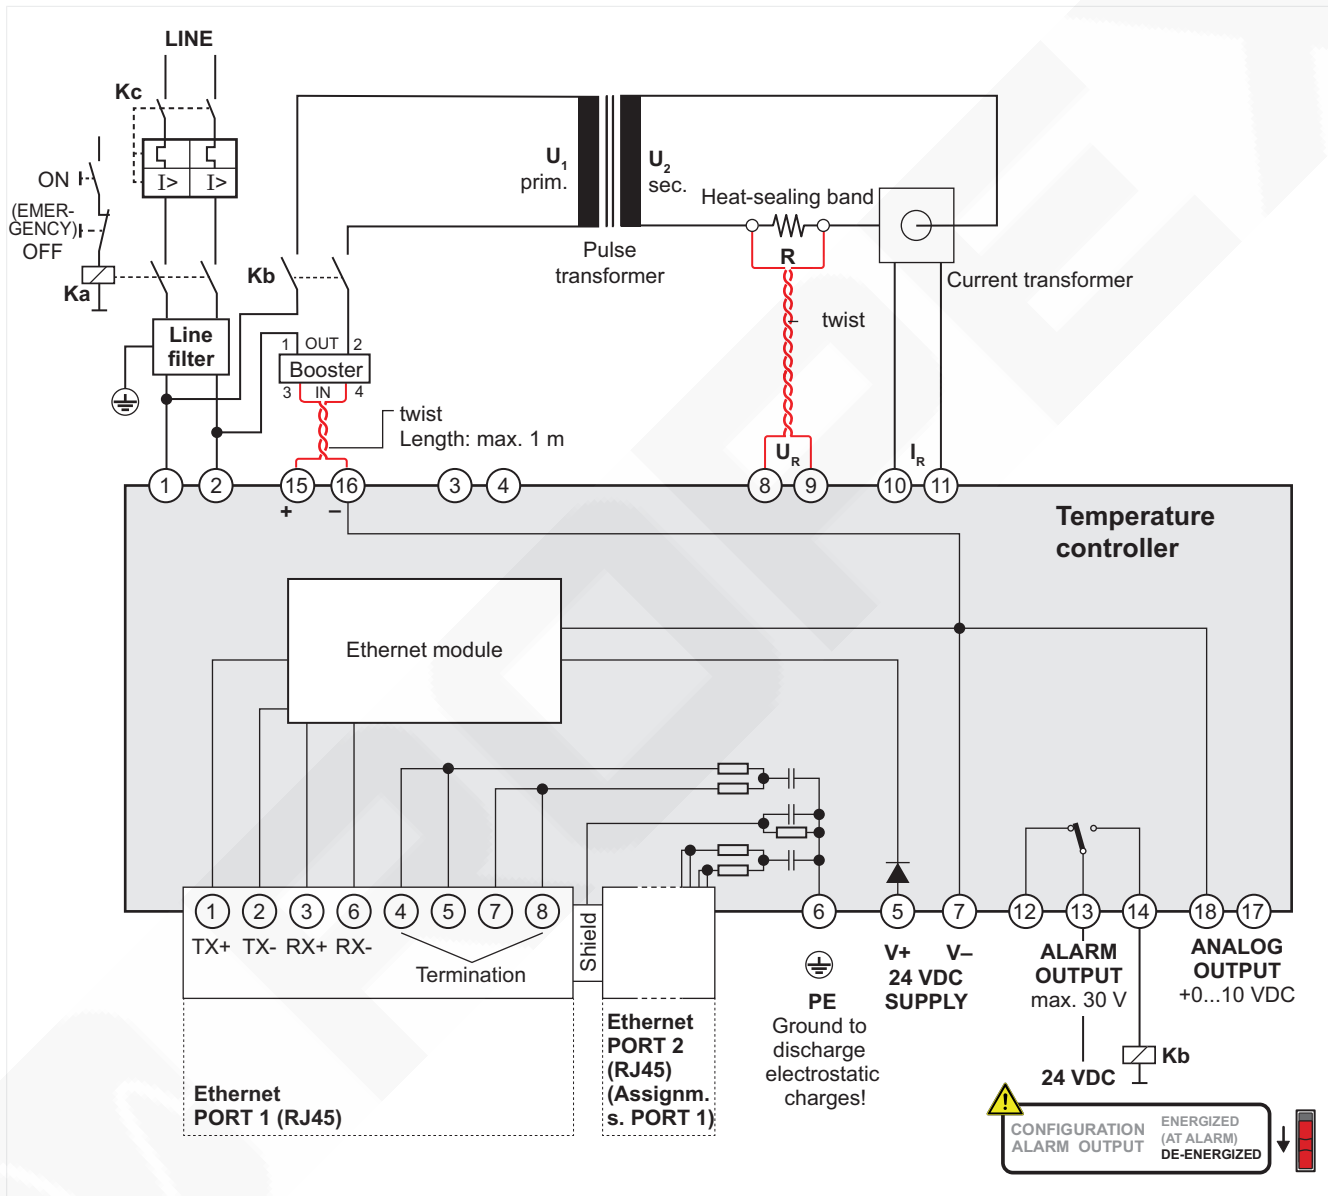 LINE
Kc
I>
I>
ON
(EMER-
GENCY)
OFF
Ka
Kb
U1
prim.
U2
sec.
Pulse
transformer
Heat-sealing band
R
Current transformer
twist
Line
filter
1 OUT 2
Booster
3 IN 4
twist
Length: max. 1 m
UR
IR
1 2 15 16 3 4 8 9 10 11
+ –
Temperature
controller
Ethernet module
1 2 3 6 4 5 7 8
TX+ TX- RX+ RX-
Termination
Shield
6 5 7 12 13 14 18 17
PE
Ground to
discharge
electrostatic
charges!
V+ V–
24 VDC
SUPPLY
ALARM
OUTPUT
max. 30 V
24 VDC
Kb
ANALOG
OUTPUT
+0...10 VDC
Ethernet
PORT 1 (RJ45)
Ethernet
PORT 2
(RJ45)
(Assignm.
s. PORT 1)
CONFIGURATION
ALARM OUTPUT
ENERGIZED
(AT ALARM)
DE-ENERGIZED
ROPEX